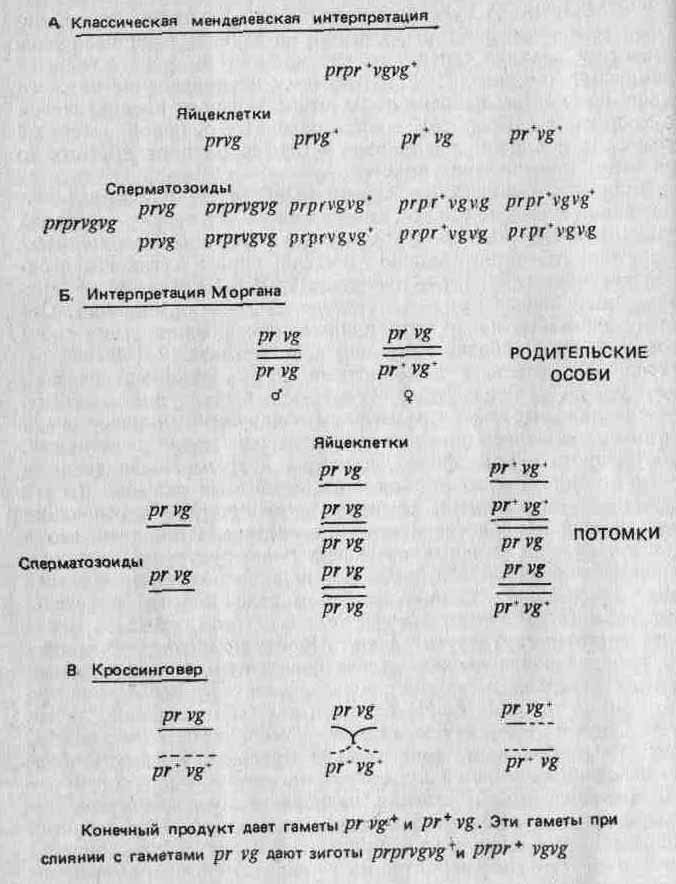 А. Классическая менделевская интерпретация
prpr⁺vgvg⁺
Яйцеклетки
prvg prvg⁺ pr⁺vg pr⁺vg⁺
Сперматозоиды
prprvgvg
prvg prprvgvg prprvgvg⁺ prpr⁺vgvg prpr⁺vgvg⁺
prvg prprvgvg prprvgvg⁺ prpr⁺vgvg prpr⁺vgvg
Б. Интерпретация Моргана
pr vg pr vg
pr vg pr⁺ vg⁺
♂ ♀
РОДИТЕЛЬСКИЕ
ОСОБИ
Яйцеклетки
pr vg pr⁺ vg⁺
pr vg pr vg pr⁺ vg⁺
pr vg pr vg
ПОТОМКИ
Сперматозоиды
pr vg pr vg pr vg
pr vg pr⁺ vg⁺
В. Кроссинговер
pr vg pr vg pr vg⁺
pr⁺ vg⁺ pr⁺ vg⁺ pr⁺ vg
Конечный продукт дает гаметы pr vg⁺ и pr⁺ vg. Эти гаметы при
слиянии с гаметами pr vg дают зиготы prprvgvg⁺ и prpr⁺ vgvg